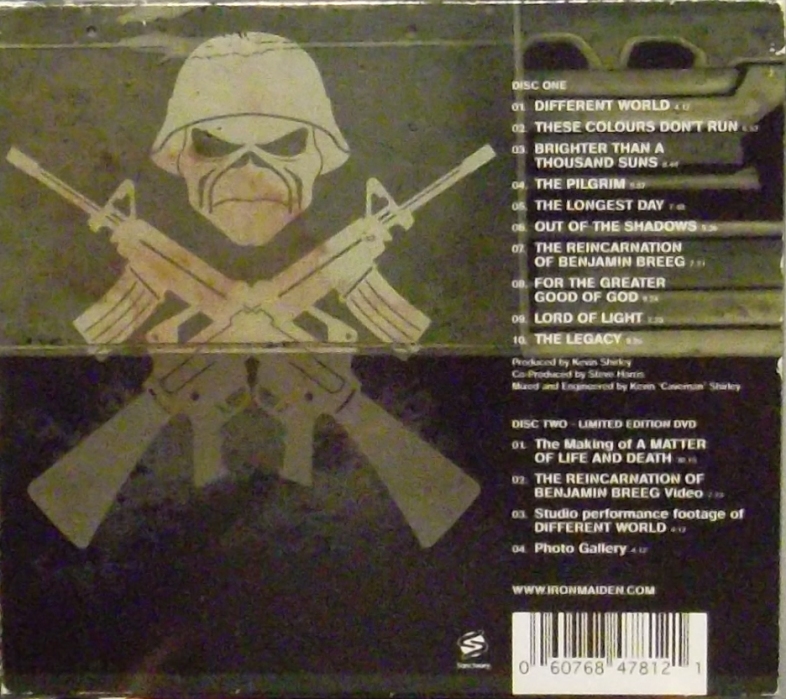 DISC ONE
01. DIFFERENT WORLD 4.17
02. THESE COLOURS DON'T RUN
03. BRIGHTER THAN A
THOUSAND SUNS
04. THE PILGRIM
05. THE LONGEST DAY
06. OUT OF THE SHADOWS
07. THE REINCARNATION
OF BENJAMIN BREEG
08. FOR THE GREATER
GOOD OF GOD
09. LORD OF LIGHT
10. THE LEGACY
Produced by Kevin Shirley
Co-Produced by Steve Harris
Mixed and Engineered by Kevin 'Caveman' Shirley
DISC TWO - LIMITED EDITION DVD
01. The Making of A MATTER
OF LIFE AND DEATH
02. THE REINCARNATION OF
BENJAMIN BREEG Video
03. Studio performance footage of
DIFFERENT WORLD
04. Photo Gallery
WWW.IRONMAIDEN.COM
Sanctuary
0 60768 47812 1